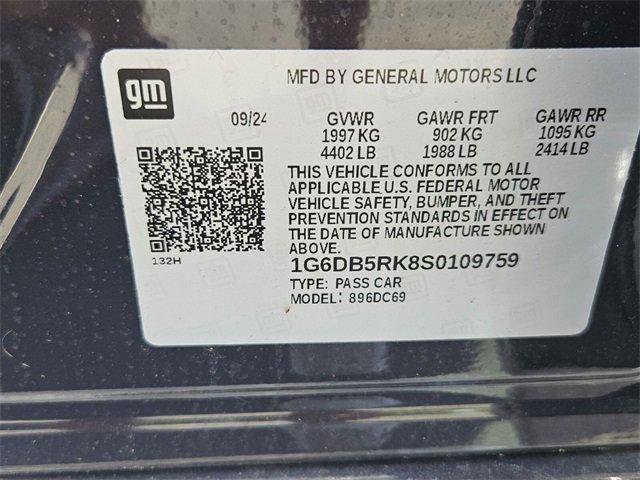 gm
MFD BY GENERAL MOTORS LLC
09/24 GVWR GAWR FRT GAWR RR
1997 KG 902 KG 1095 KG
4402 LB 1988 LB 2414 LB
THIS VEHICLE CONFORMS TO ALL
APPLICABLE U.S. FEDERAL MOTOR
VEHICLE SAFETY, BUMPER, AND THEFT
PREVENTION STANDARDS IN EFFECT ON
THE DATE OF MANUFACTURE SHOWN
ABOVE.
132H
1G6DB5RK8S0109759
TYPE: PASS CAR
MODEL: 896DC69